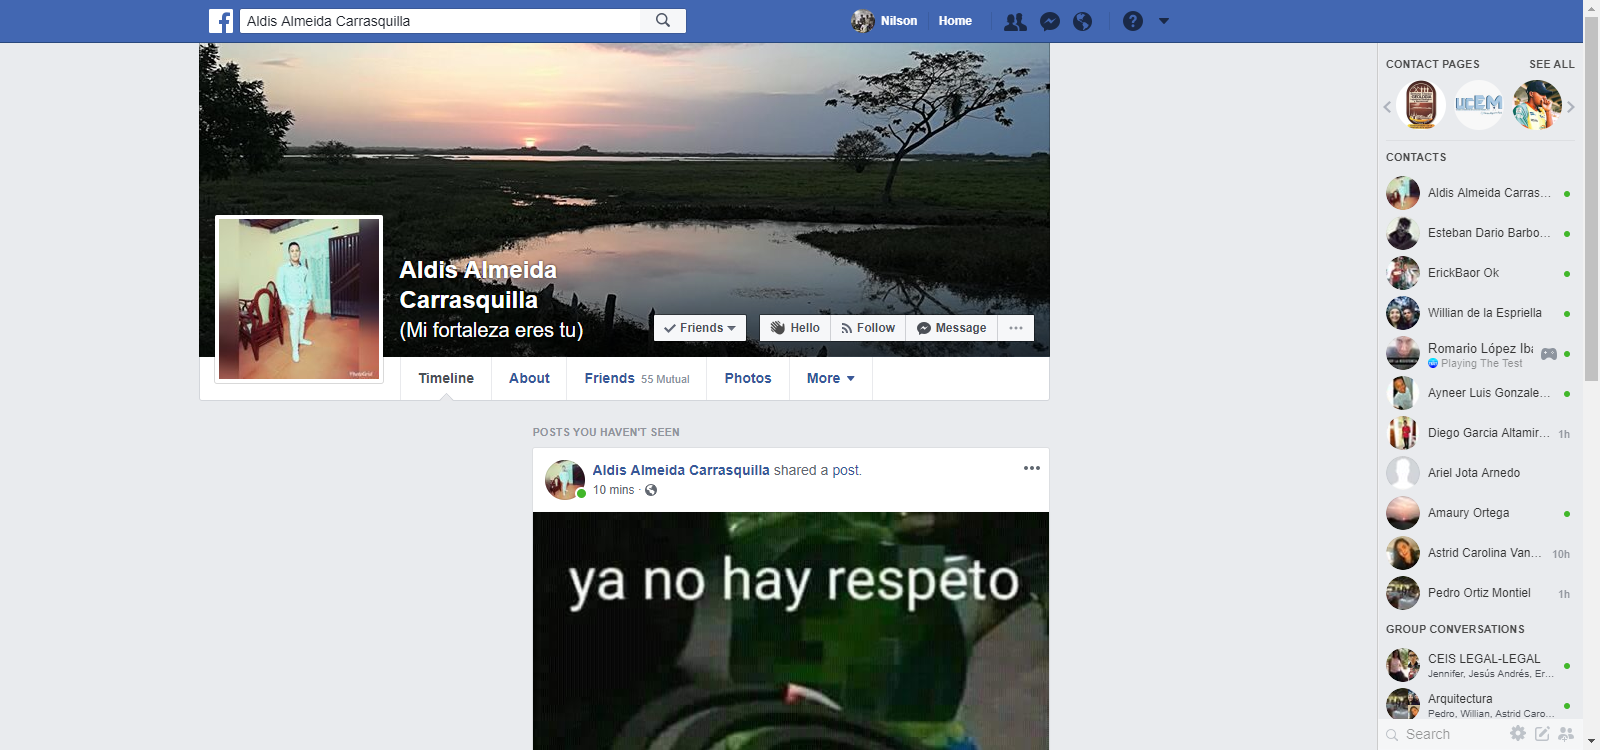 Aldis Almeida Carrasquilla
Nilson
Home
Aldis Almeida
Carrasquilla
(Mi fortaleza eres tu)
Friends
Hello
Follow
Message
Timeline
About
Friends 55 Mutual
Photos
More
POSTS YOU HAVEN'T SEEN
Aldis Almeida Carrasquilla shared a post.
10 mins ·
ya no hay respeto
CONTACT PAGES
SEE ALL
UCEM
CONTACTS
Aldis Almeida Carras...
Esteban Dario Barbo...
ErickBaor Ok
Willian de la Espriella
Romario López Iba
Playing The Test
Ayneer Luis Gonzale...
Diego Garcia Altamir... 1h
Ariel Jota Arnedo
Amaury Ortega
Astrid Carolina Van... 10h
Pedro Ortiz Montiel 1h
GROUP CONVERSATIONS
CEIS LEGAL-LEGAL
Jennifer, Jesús Andrés, Er...
Arquitectura
Pedro, Willian, Astrid Caro...
Search
PhotoGrid